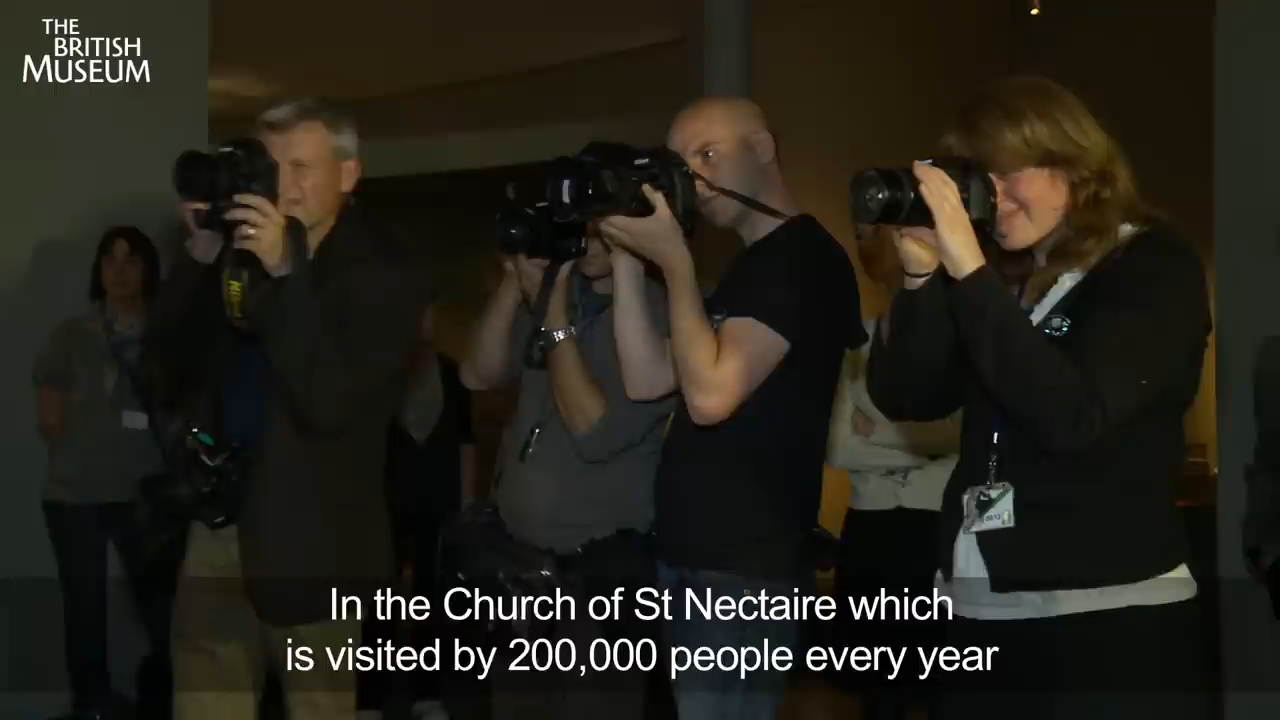 THE
BRITISH
MUSEUM
In the Church of St Nectaire which
is visited by 200,000 people every year